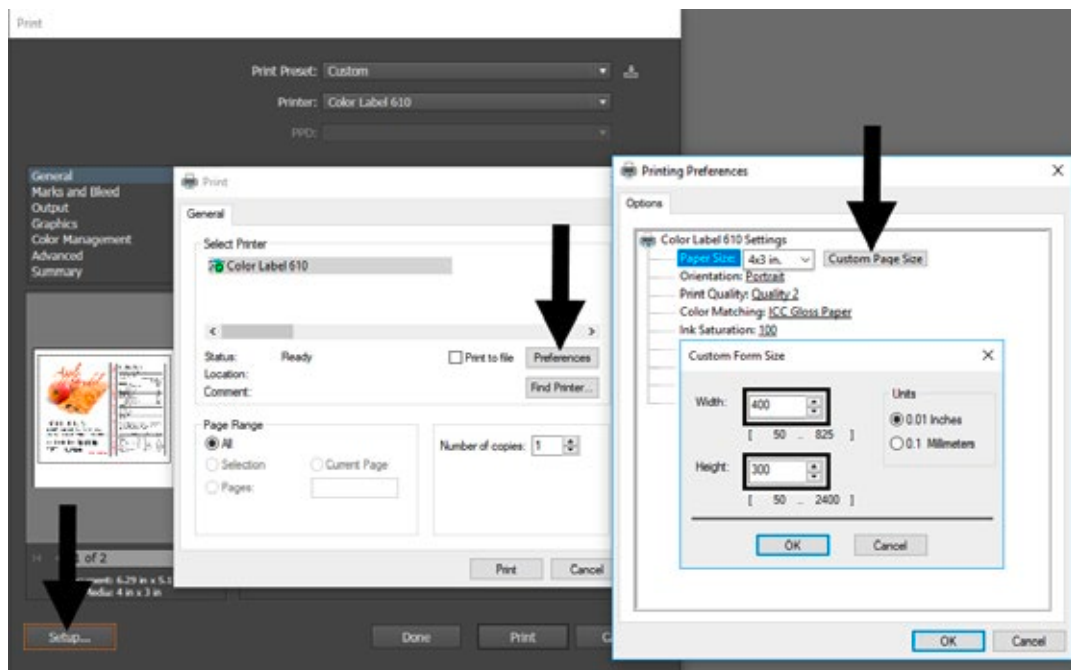 Print
Print Preset: Custom
Printer: Color Label 610
PPD:
General
Marks and Bleed
Output
Graphics
Color Management
Advanced
Summary
1 of 2
6.29 in x 5.1
Media: 4 in x 3 in
Setup...
Done
Print
Print
General
Select Printer
Color Label 610
Status: Ready
Location:
Comment:
Print to file
Preferences
Find Printer...
Page Range
All
Selection
Current Page
Pages:
Number of copies: 1
Print
Cancel
Printing Preferences
Options
Color Label 610 Settings
Paper Size: 4x3 in.
Custom Page Size
Orientation: Portrait
Print Quality: Quality 2
Color Matching: ICC Gloss Paper
Ink Saturation: 100
Custom Form Size
Width: 400
[ 50 .. 825 ]
Height: 300
[ 50 .. 2400 ]
Units
0.01 Inches
0.1 Millimeters
OK
Cancel
OK
Cancel